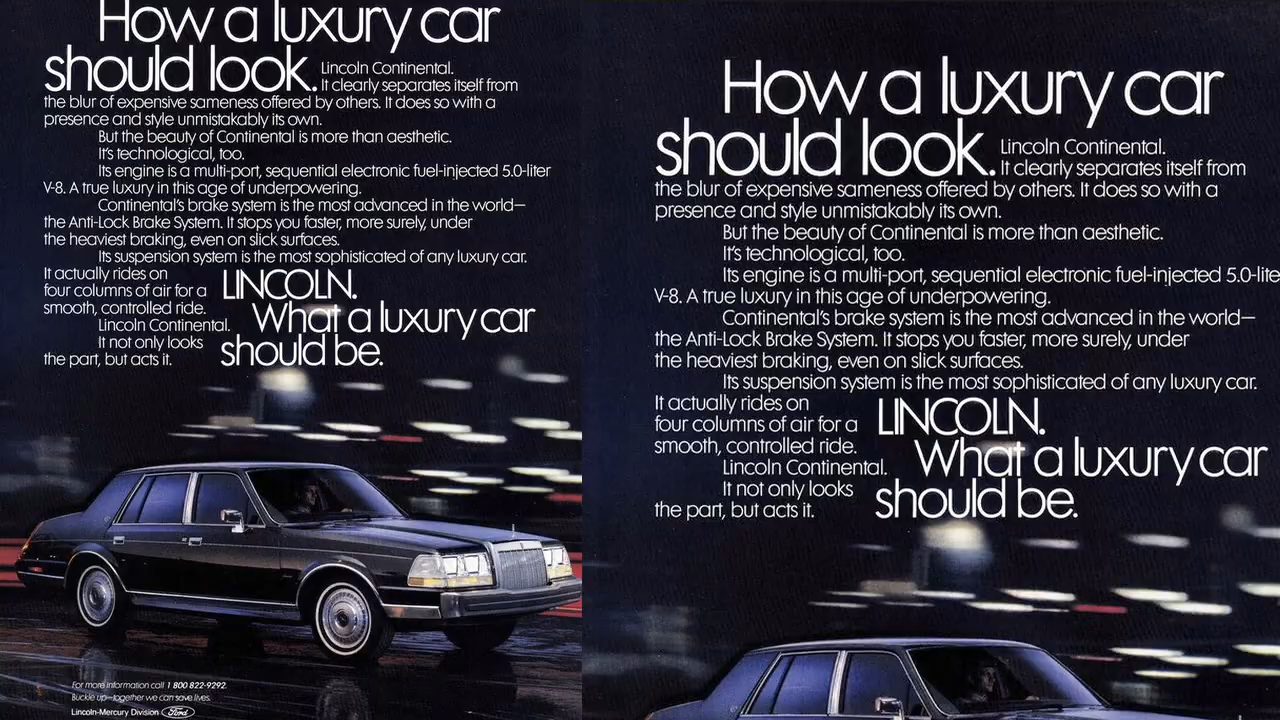 How a luxury car
should look. Lincoln Continental.
It clearly separates itself from
the blur of expensive sameness offered by others. It does so with a
presence and style unmistakably its own.
But the beauty of Continental is more than aesthetic.
It's technological, too.
Its engine is a multi-port, sequential electronic fuel-injected 5.0-liter
V-8. A true luxury in this age of underpowering.
Continental's brake system is the most advanced in the world—
the Anti-Lock Brake System. It stops you faster, more surely, under
the heaviest braking, even on slick surfaces.
Its suspension system is the most sophisticated of any luxury car.
It actually rides on
four columns of air for a
smooth, controlled ride.
Lincoln Continental.
It not only looks
the part, but acts it.
LINCOLN.
What a luxury car
should be.
For more information call 1 800 822-9292.
Buckle up—together we can save lives.
Lincoln-Mercury Division Ford
How a luxury car
should look. Lincoln Continental.
It clearly separates itself from
the blur of expensive sameness offered by others. It does so with a
presence and style unmistakably its own.
But the beauty of Continental is more than aesthetic.
It's technological, too.
Its engine is a multi-port, sequential electronic fuel-injected 5.0-lite
V-8. A true luxury in this age of underpowering.
Continental's brake system is the most advanced in the world—
the Anti-Lock Brake System. It stops you faster, more surely, under
the heaviest braking, even on slick surfaces.
Its suspension system is the most sophisticated of any luxury car.
It actually rides on
four columns of air for a
smooth, controlled ride.
Lincoln Continental.
It not only looks
the part, but acts it.
LINCOLN.
What a luxury car
should be.